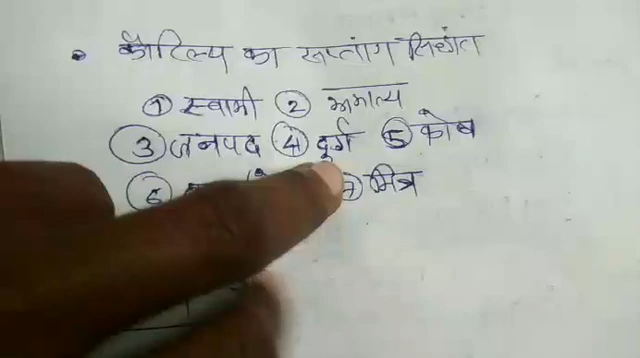 कौटिल्य का सप्तांग सिद्धांत
① स्वामी ② अमात्य
③ जनपद ④ दूर्ग ⑤ कोष
⑥ ⑦ मित्र